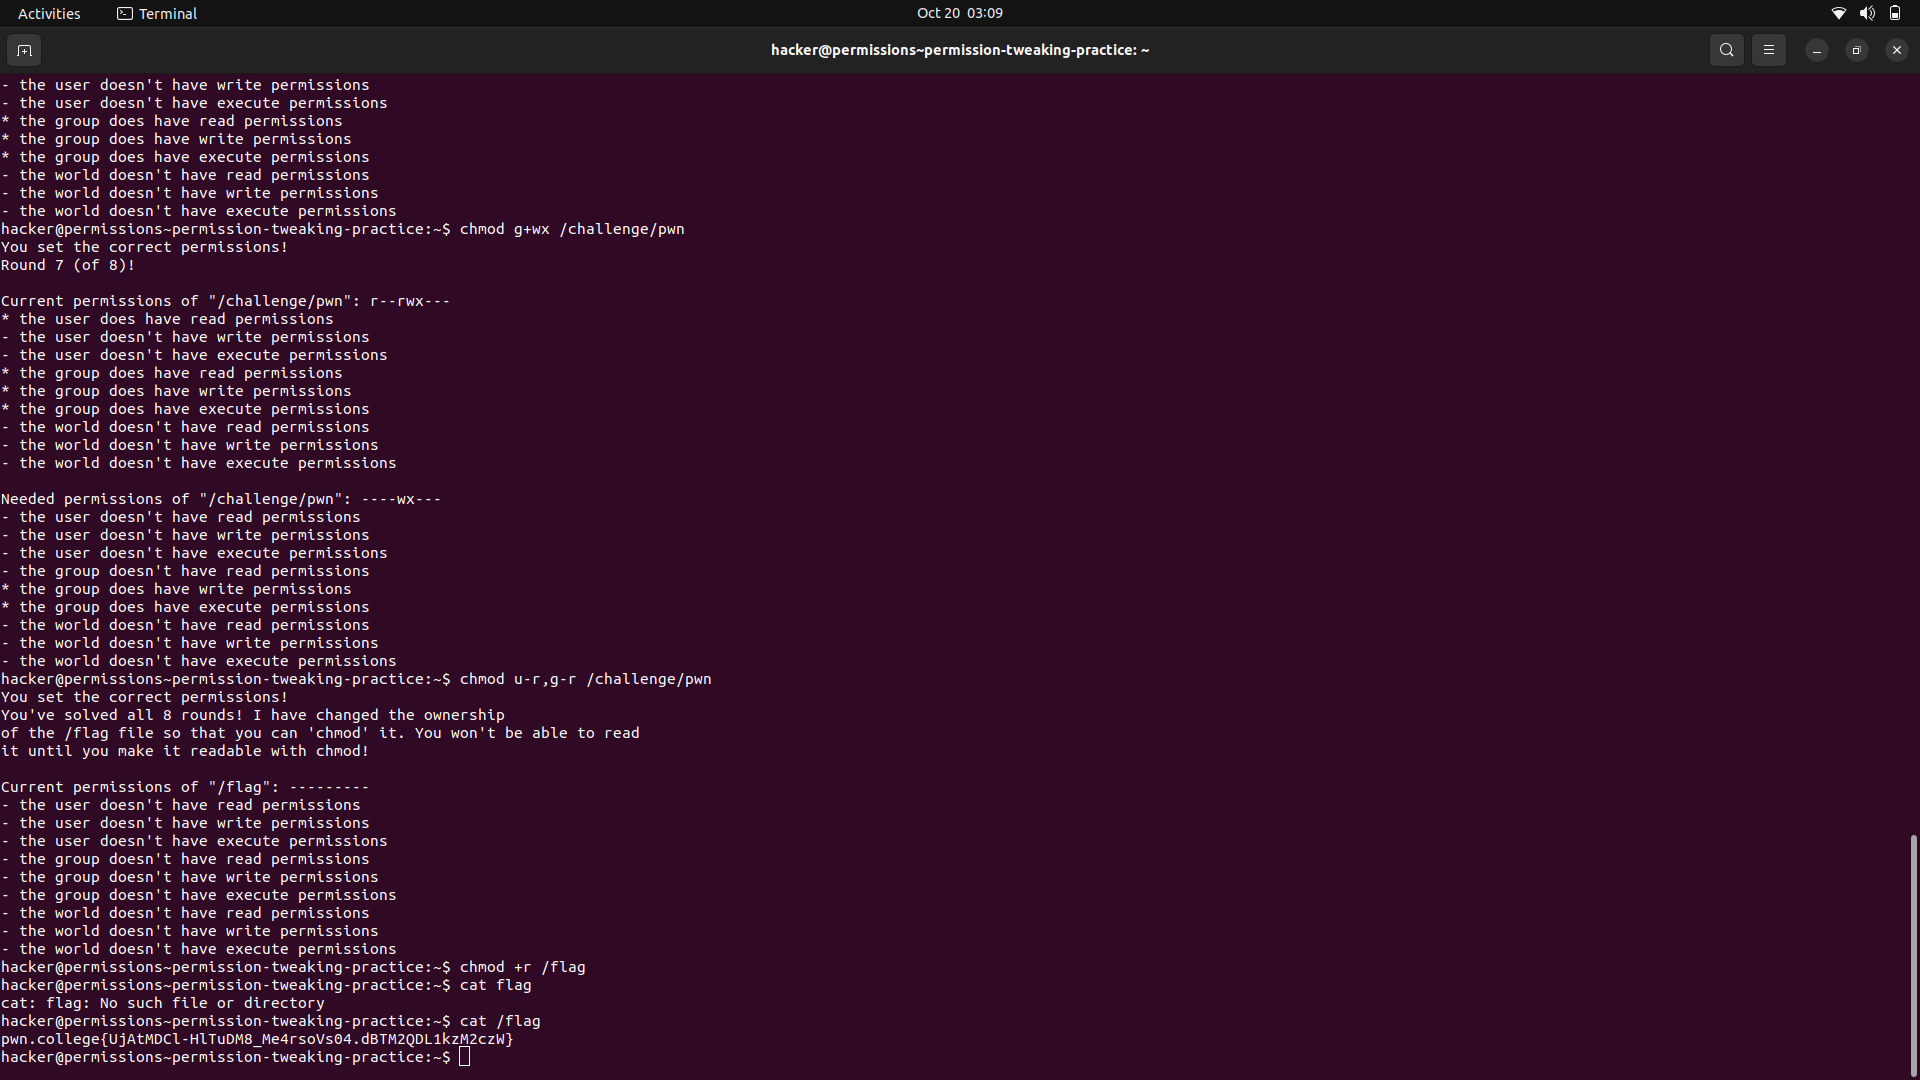 Activities
Terminal
Oct 20 03:09
hacker@permissions~permission-tweaking-practice: ~
- the user doesn't have write permissions
- the user doesn't have execute permissions
* the group does have read permissions
* the group does have write permissions
* the group does have execute permissions
- the world doesn't have read permissions
- the world doesn't have write permissions
- the world doesn't have execute permissions
hacker@permissions~permission-tweaking-practice:~$ chmod g+wx /challenge/pwn
You set the correct permissions!
Round 7 (of 8)!
Current permissions of "/challenge/pwn": r--rwx---
* the user does have read permissions
- the user doesn't have write permissions
- the user doesn't have execute permissions
* the group does have read permissions
* the group does have write permissions
* the group does have execute permissions
- the world doesn't have read permissions
- the world doesn't have write permissions
- the world doesn't have execute permissions
Needed permissions of "/challenge/pwn": ----wx---
- the user doesn't have read permissions
- the user doesn't have write permissions
- the user doesn't have execute permissions
- the group doesn't have read permissions
* the group does have write permissions
* the group does have execute permissions
- the world doesn't have read permissions
- the world doesn't have write permissions
- the world doesn't have execute permissions
hacker@permissions~permission-tweaking-practice:~$ chmod u-r,g-r /challenge/pwn
You set the correct permissions!
You've solved all 8 rounds! I have changed the ownership
of the /flag file so that you can 'chmod' it. You won't be able to read
it until you make it readable with chmod!
Current permissions of "/flag": ---------
- the user doesn't have read permissions
- the user doesn't have write permissions
- the user doesn't have execute permissions
- the group doesn't have read permissions
- the group doesn't have write permissions
- the group doesn't have execute permissions
- the world doesn't have read permissions
- the world doesn't have write permissions
- the world doesn't have execute permissions
hacker@permissions~permission-tweaking-practice:~$ chmod +r /flag
hacker@permissions~permission-tweaking-practice:~$ cat flag
cat: flag: No such file or directory
hacker@permissions~permission-tweaking-practice:~$ cat /flag
pwn.college{UjAtMDCl-HlTuDM8_Me4rsoVs04.dBTM2QDL1kzM2czW}
hacker@permissions~permission-tweaking-practice:~$